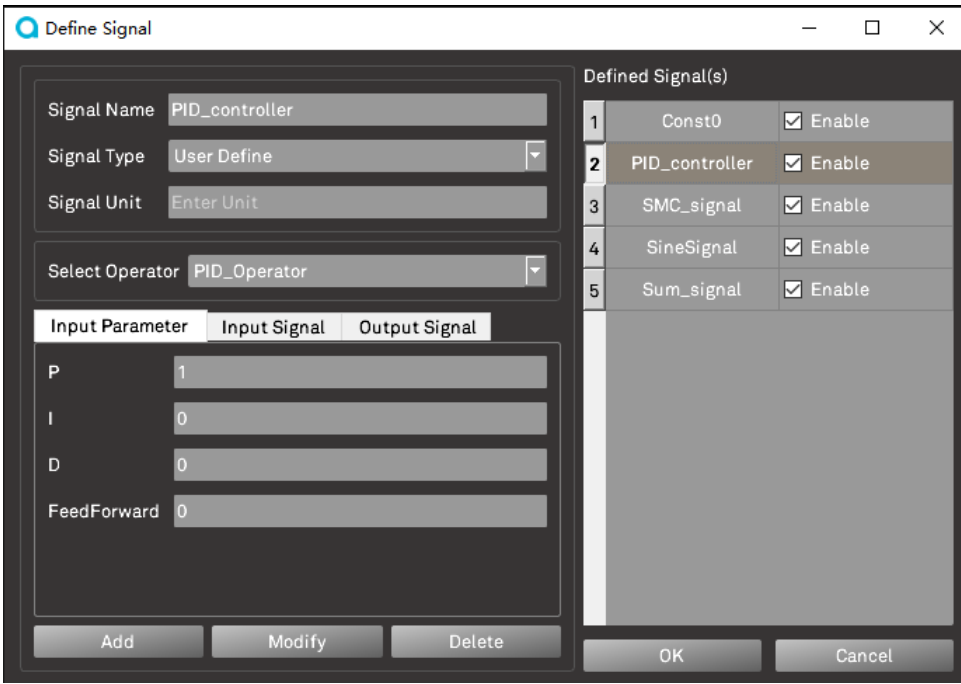 Define Signal
Signal Name PID_controller
Signal Type User Define
Signal Unit Enter Unit
Select Operator PID_Operator
Input Parameter Input Signal Output Signal
P 1
I 0
D 0
FeedForward 0
Add Modify Delete
Defined Signal(s)
1 Const0 Enable
2 PID_controller Enable
3 SMC_signal Enable
4 SineSignal Enable
5 Sum_signal Enable
OK Cancel